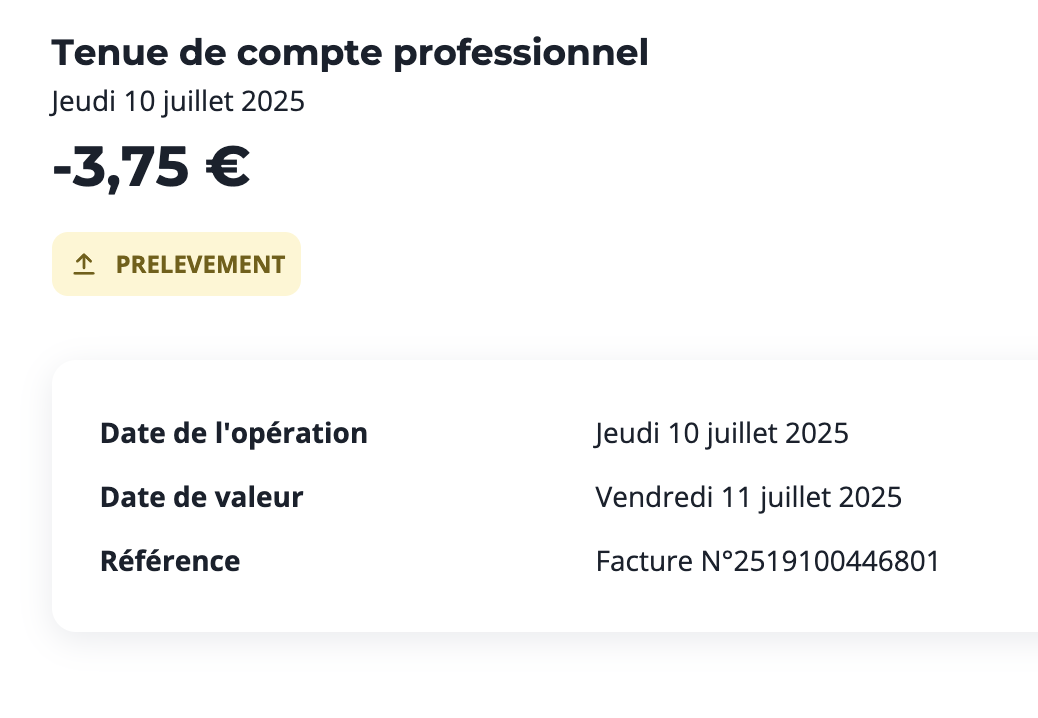 Tenue de compte professionnel
Jeudi 10 juillet 2025
-3,75 €
PRELEVEMENT
Date de l'opération Jeudi 10 juillet 2025
Date de valeur Vendredi 11 juillet 2025
Référence Facture N°2519100446801